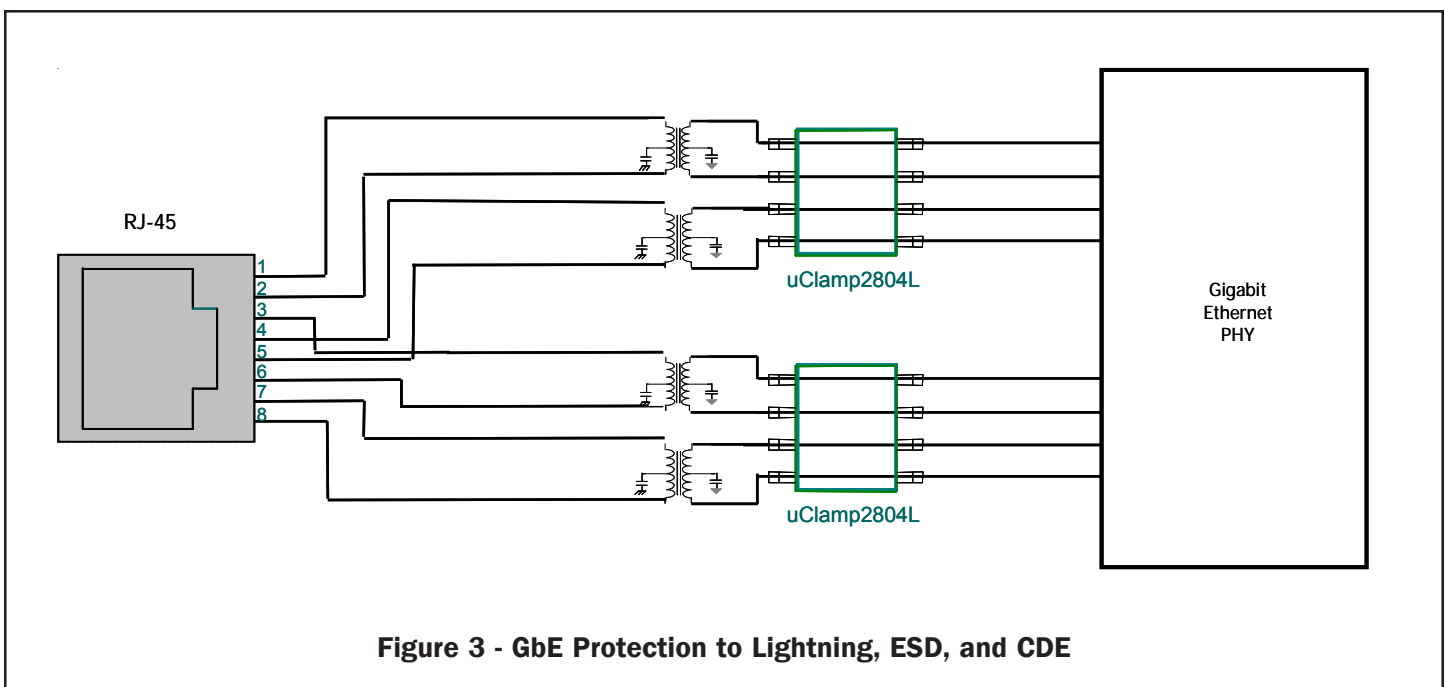 RJ-45
1
2
3
4
5
6
7
8
uClamp2804L
uClamp2804L
Gigabit
Ethernet
PHY
Figure 3 - GbE Protection to Lightning, ESD, and CDE